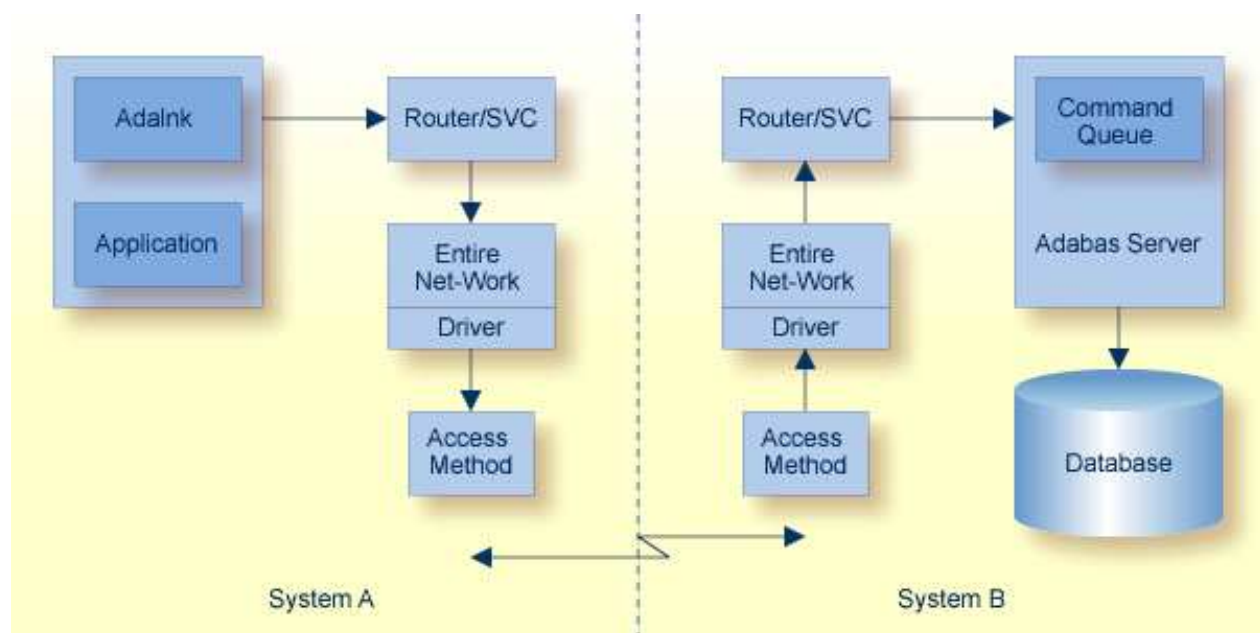 Adalnk
Application
Router/SVC
Entire
Net-Work
Driver
Access
Method
System A
Router/SVC
Entire
Net-Work
Driver
Access
Method
Command
Queue
Adabas Server
Database
System B